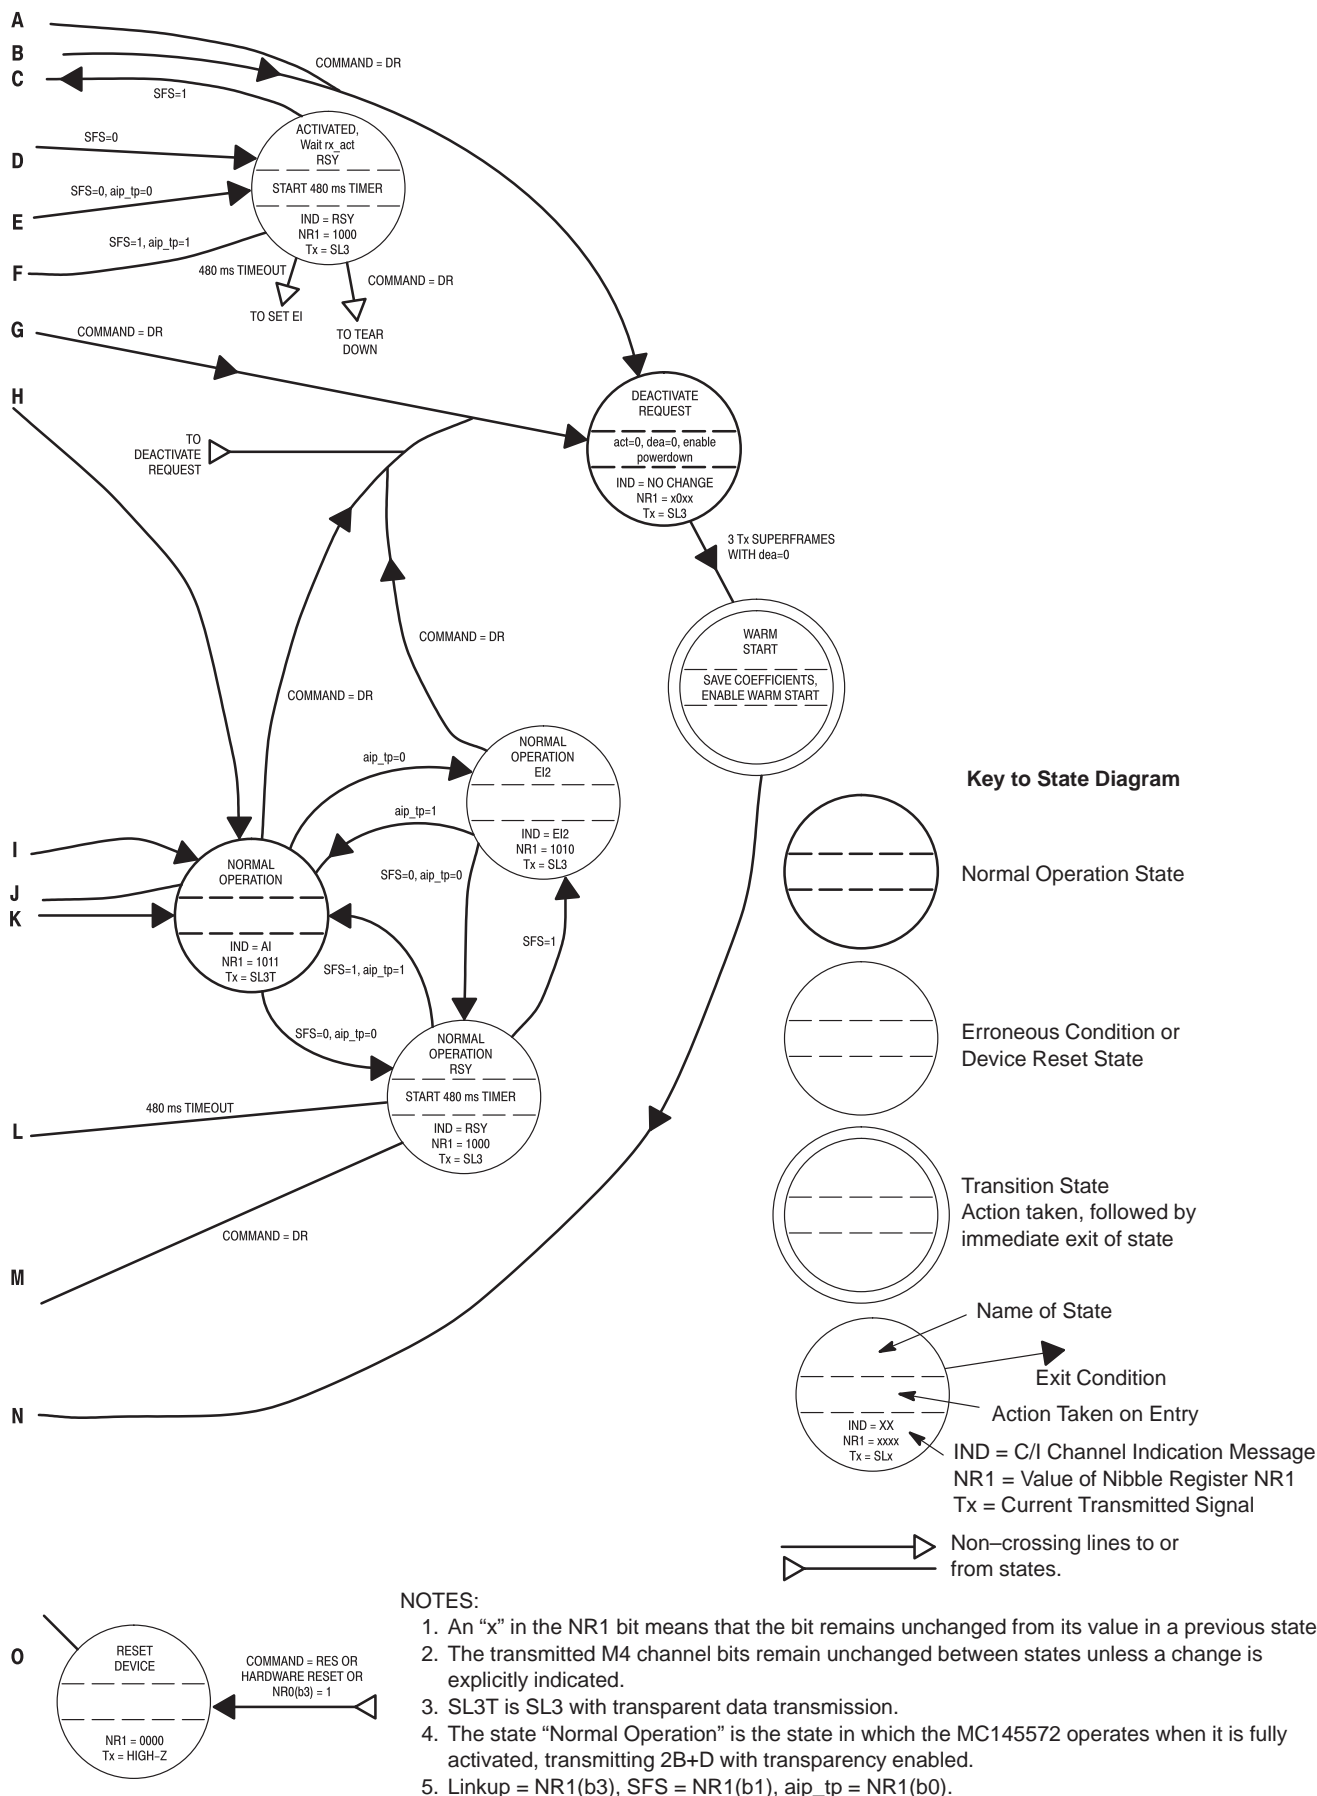 A
B
C
COMMAND = DR
SFS=1
D
SFS=0
E
SFS=0, aip_tp=0
F
SFS=1, aip_tp=1
ACTIVATED,
Wait rx_act
RSY
START 480 ms TIMER
IND = RSY
NR1 = 1000
Tx = SL3
480 ms TIMEOUT
TO SET EI
COMMAND = DR
TO TEAR
DOWN
G
COMMAND = DR
H
TO
DEACTIVATE
REQUEST
DEACTIVATE
REQUEST
act=0, dea=0, enable
powerdown
IND = NO CHANGE
NR1 = x0xx
Tx = SL3
3 Tx SUPERFRAMES
WITH dea=0
WARM
START
SAVE COEFFICIENTS,
ENABLE WARM START
COMMAND = DR
COMMAND = DR
aip_tp=0
aip_tp=1
NORMAL
OPERATION
EI2
IND = EI2
NR1 = 1010
Tx = SL3
I
J
K
NORMAL
OPERATION
IND = AI
NR1 = 1011
Tx = SL3T
SFS=0, aip_tp=0
SFS=1
SFS=1, aip_tp=1
SFS=0, aip_tp=0
NORMAL
OPERATION
RSY
START 480 ms TIMER
IND = RSY
NR1 = 1000
Tx = SL3
L
480 ms TIMEOUT
M
COMMAND = DR
N
Key to State Diagram
Normal Operation State
Erroneous Condition or
Device Reset State
Transition State
Action taken, followed by
immediate exit of state
Name of State
Exit Condition
Action Taken on Entry
IND = XX
NR1 = xxxx
Tx = SLx
IND = C/I Channel Indication Message
NR1 = Value of Nibble Register NR1
Tx = Current Transmitted Signal
Non–crossing lines to or
from states.
O
RESET
DEVICE
NR1 = 0000
Tx = HIGH–Z
COMMAND = RES OR
HARDWARE RESET OR
NR0(b3) = 1
NOTES:
1. An “x” in the NR1 bit means that the bit remains unchanged from its value in a previous state
2. The transmitted M4 channel bits remain unchanged between states unless a change is
explicitly indicated.
3. SL3T is SL3 with transparent data transmission.
4. The state “Normal Operation” is the state in which the MC145572 operates when it is fully
activated, transmitting 2B+D with transparency enabled.
5. Linkup = NR1(b3), SFS = NR1(b1), aip_tp = NR1(b0).